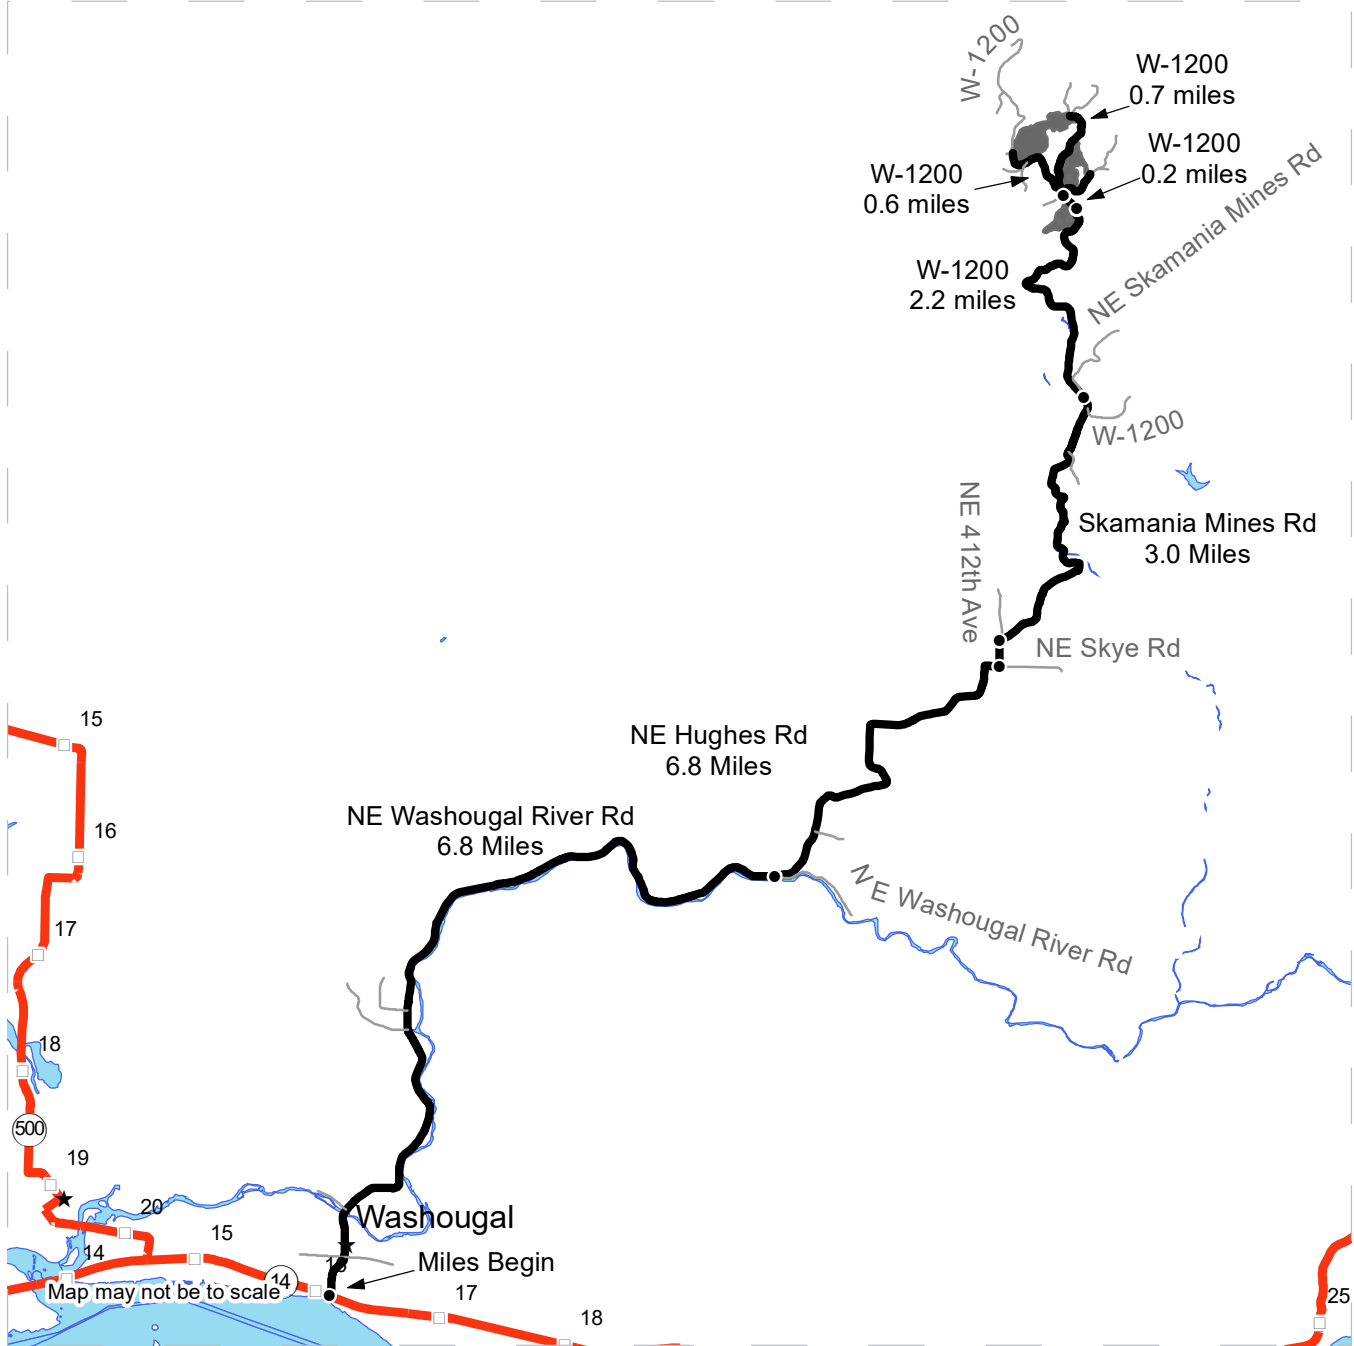 W-1200
W-1200
0.7 miles
W-1200
0.2 miles
W-1200
0.6 miles
NE Skamania Mines Rd
W-1200
2.2 miles
W-1200
NE 412th Ave
Skamania Mines Rd
3.0 Miles
NE Skye Rd
15
NE Hughes Rd
6.8 Miles
16
NE Washougal River Rd
6.8 Miles
NE Washougal River Rd
17
18
500
19
20
Washougal
15
14
Miles Begin
14
Map may not be to scale
17
18
25